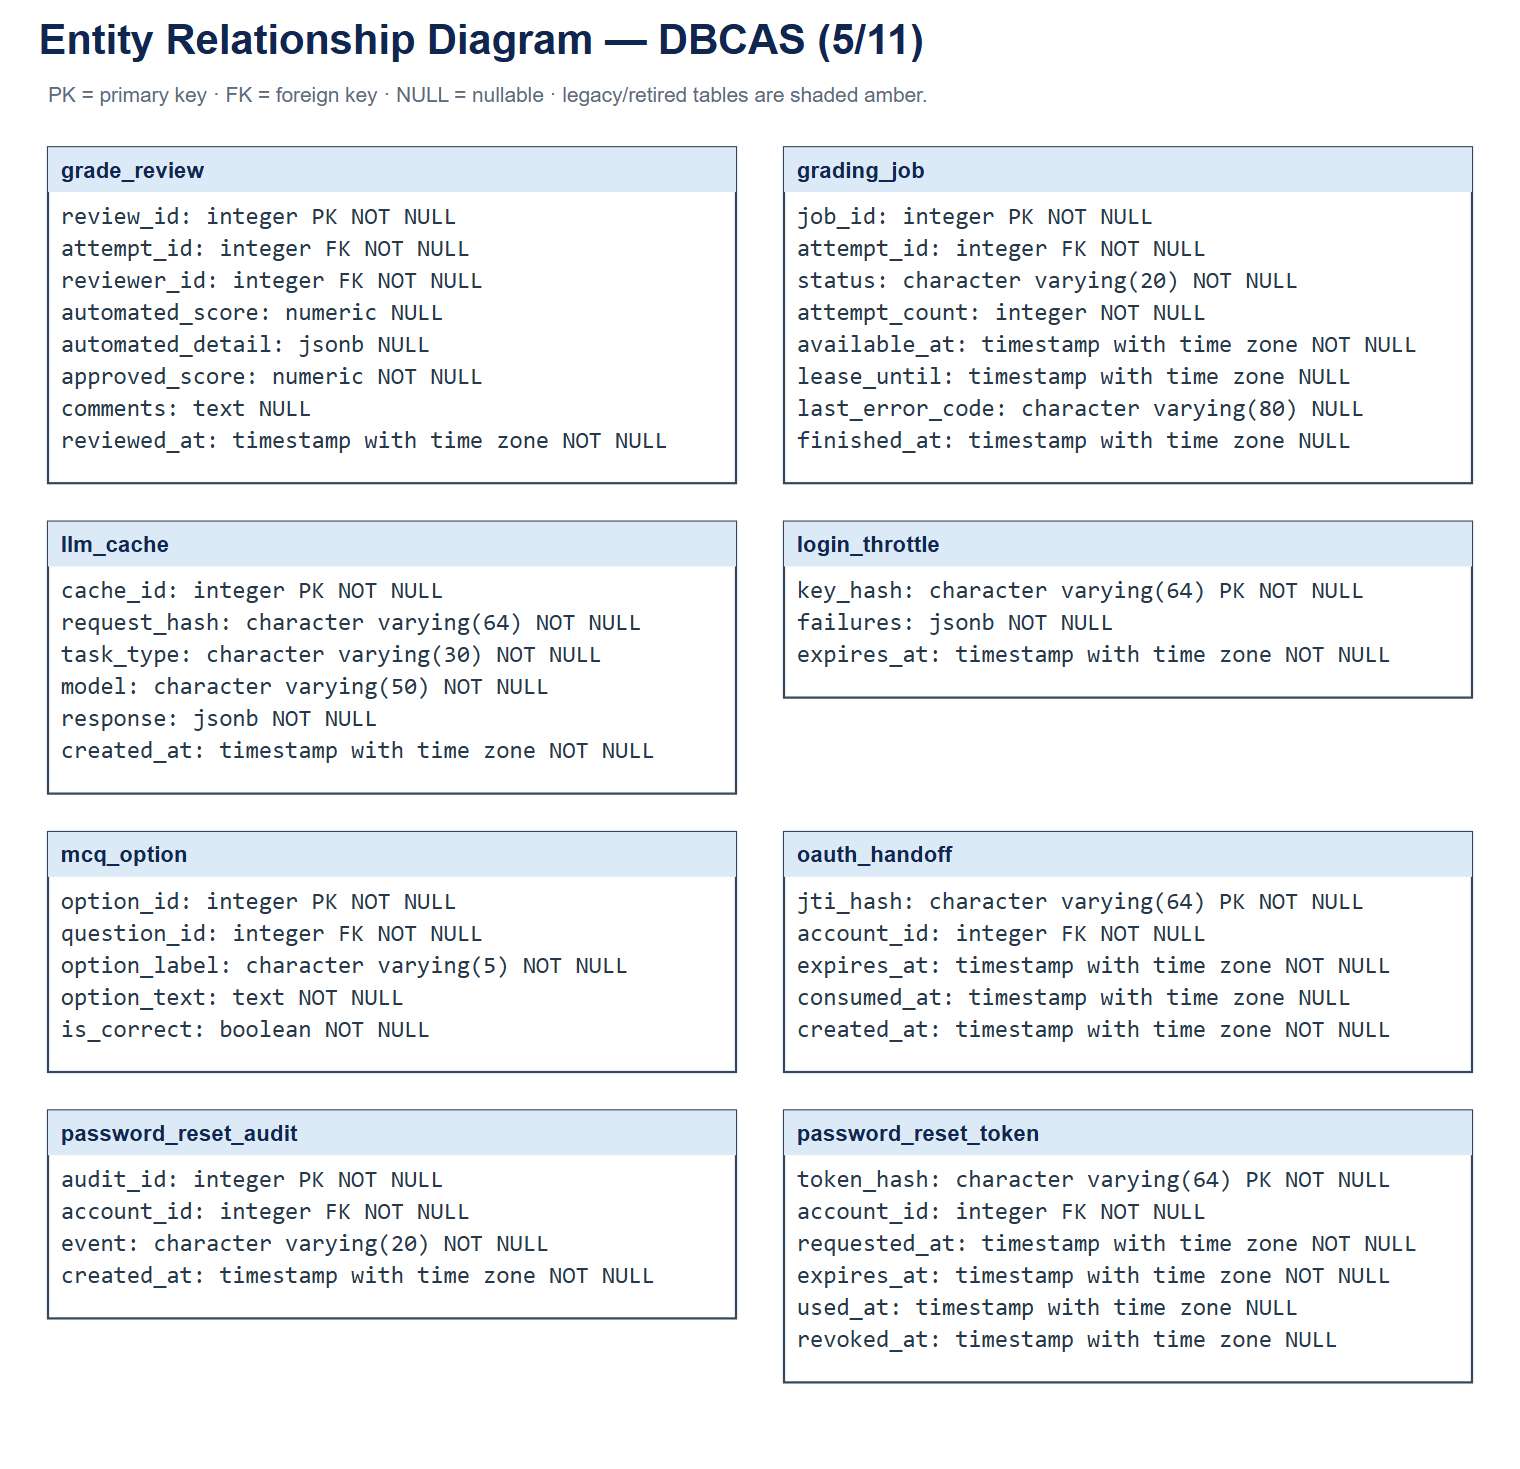 Entity Relationship Diagram — DBCAS (5/11)
PK = primary key · FK = foreign key · NULL = nullable · legacy/retired tables are shaded amber.
grade_review
review_id: integer PK NOT NULL
attempt_id: integer FK NOT NULL
reviewer_id: integer FK NOT NULL
automated_score: numeric NULL
automated_detail: jsonb NULL
approved_score: numeric NOT NULL
comments: text NULL
reviewed_at: timestamp with time zone NOT NULL
grading_job
job_id: integer PK NOT NULL
attempt_id: integer FK NOT NULL
status: character varying(20) NOT NULL
attempt_count: integer NOT NULL
available_at: timestamp with time zone NOT NULL
lease_until: timestamp with time zone NULL
last_error_code: character varying(80) NULL
finished_at: timestamp with time zone NULL
llm_cache
cache_id: integer PK NOT NULL
request_hash: character varying(64) NOT NULL
task_type: character varying(30) NOT NULL
model: character varying(50) NOT NULL
response: jsonb NOT NULL
created_at: timestamp with time zone NOT NULL
login_throttle
key_hash: character varying(64) PK NOT NULL
failures: jsonb NOT NULL
expires_at: timestamp with time zone NOT NULL
mcq_option
option_id: integer PK NOT NULL
question_id: integer FK NOT NULL
option_label: character varying(5) NOT NULL
option_text: text NOT NULL
is_correct: boolean NOT NULL
oauth_handoff
jti_hash: character varying(64) PK NOT NULL
account_id: integer FK NOT NULL
expires_at: timestamp with time zone NOT NULL
consumed_at: timestamp with time zone NULL
created_at: timestamp with time zone NOT NULL
password_reset_audit
audit_id: integer PK NOT NULL
account_id: integer FK NOT NULL
event: character varying(20) NOT NULL
created_at: timestamp with time zone NOT NULL
password_reset_token
token_hash: character varying(64) PK NOT NULL
account_id: integer FK NOT NULL
requested_at: timestamp with time zone NOT NULL
expires_at: timestamp with time zone NOT NULL
used_at: timestamp with time zone NULL
revoked_at: timestamp with time zone NULL